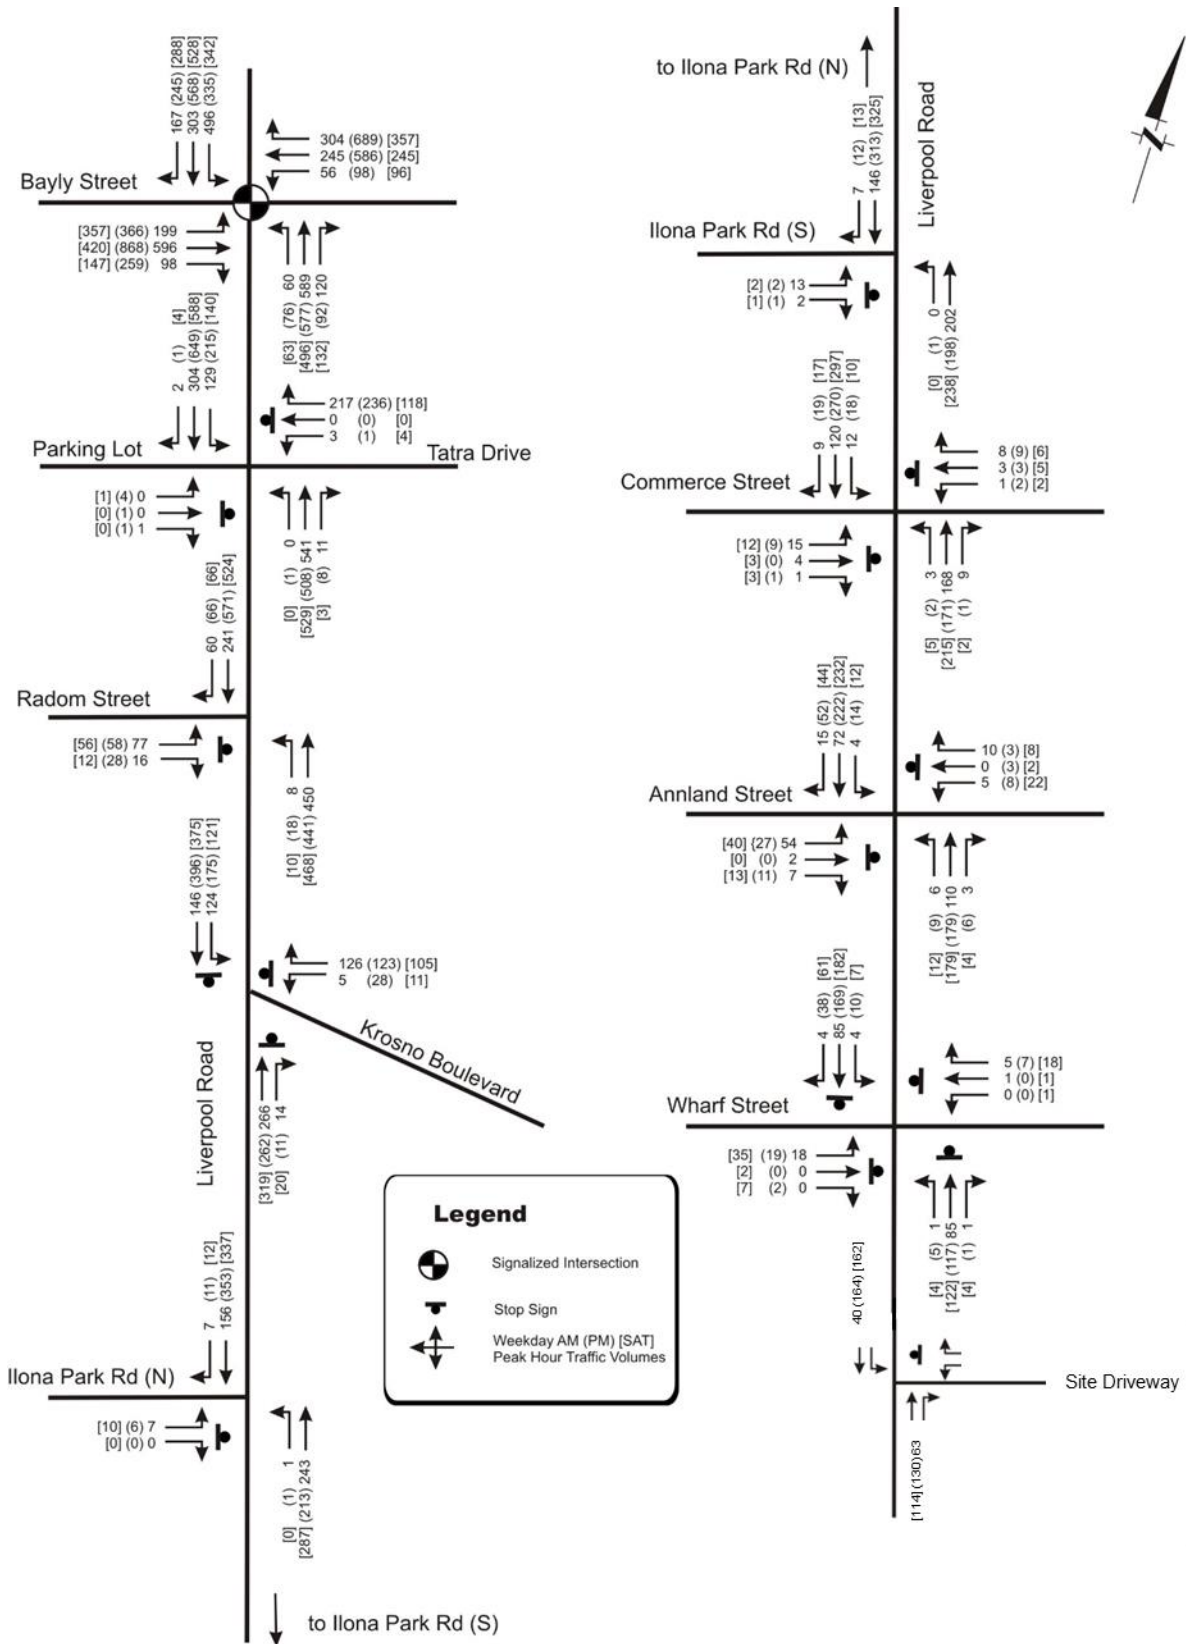 167 (245) [288]
303 (568) [528]
496 (335) [342]
304 (689) [357]
245 (586) [245]
56 (98) [96]
Bayly Street
[357] (366) 199
[420] (868) 596
[147] (259) 98
[63] (76) 60
[496] (577) 589
[132] (92) 120
2 (1) [4]
304 (649) [588]
129 (215) [140]
217 (236) [118]
0 (0) [0]
3 (1) [4]
Parking Lot
Tatra Drive
[1] (4) 0
[0] (1) 0
[0] (1) 1
[0] (1) 0
[529] (508) 541
[3] (8) 11
60 (66) [66]
241 (571) [524]
Radom Street
[56] (58) 77
[12] (28) 16
[10] (18) 8
[468] (441) 450
146 (396) [375]
124 (175) [121]
126 (123) [105]
5 (28) [11]
Krosno Boulevard
Liverpool Road
[319] (262) 266
[20] (11) 14
7 (11) [12]
156 (353) [337]
Ilona Park Rd (N)
[10] (6) 7
[0] (0) 0
[0] (1) 1
[287] (213) 243
to Ilona Park Rd (S)
Legend
Signalized Intersection
Stop Sign
Weekday AM (PM) [SAT]
Peak Hour Traffic Volumes
to Ilona Park Rd (N)
Liverpool Road
N
7 (12) [13]
146 (313) [325]
Ilona Park Rd (S)
[2] (2) 13
[1] (1) 2
[0] (1) 0
[238] (198) 202
9 (19) [17]
120 (270) [297]
12 (18) [10]
8 (9) [6]
3 (3) [5]
1 (2) [2]
Commerce Street
[12] (9) 15
[3] (0) 4
[3] (1) 1
[5] (2) 3
[215] (171) 168
[2] (1) 9
15 (52) [44]
72 (222) [232]
4 (14) [12]
10 (3) [8]
0 (3) [2]
5 (8) [22]
Annland Street
[40] (27) 54
[0] (0) 2
[13] (11) 7
[12] (9) 6
[179] (179) 110
[4] (6) 3
4 (38) [61]
85 (169) [182]
4 (10) [7]
5 (7) [18]
1 (0) [1]
0 (0) [1]
Wharf Street
[35] (19) 18
[2] (0) 0
[7] (2) 0
[4] (5) 1
[122] (117) 85
[4] (1) 1
40 (164) [162]
Site Driveway
[114] (130) 63